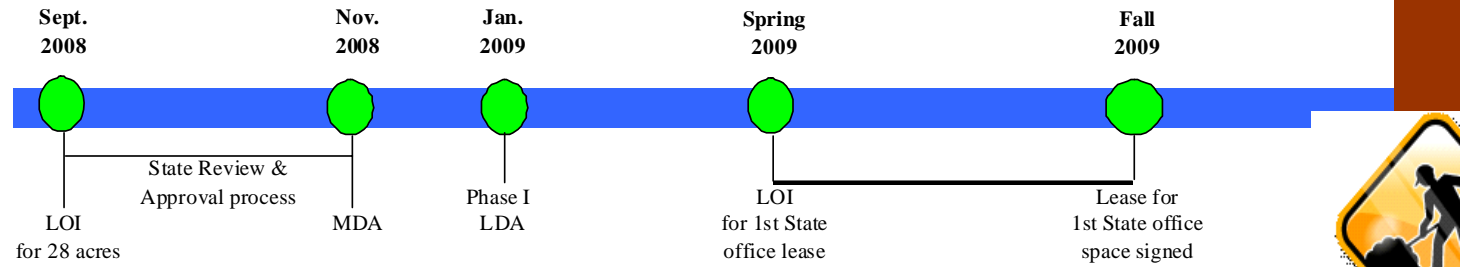 Sept.
2008
Nov.
2008
Jan.
2009
Spring
2009
Fall
2009
State Review &
Approval process
LOI
for 28 acres
MDA
Phase I
LDA
LOI
for 1st State
office lease
Lease for
1st State office
space signed